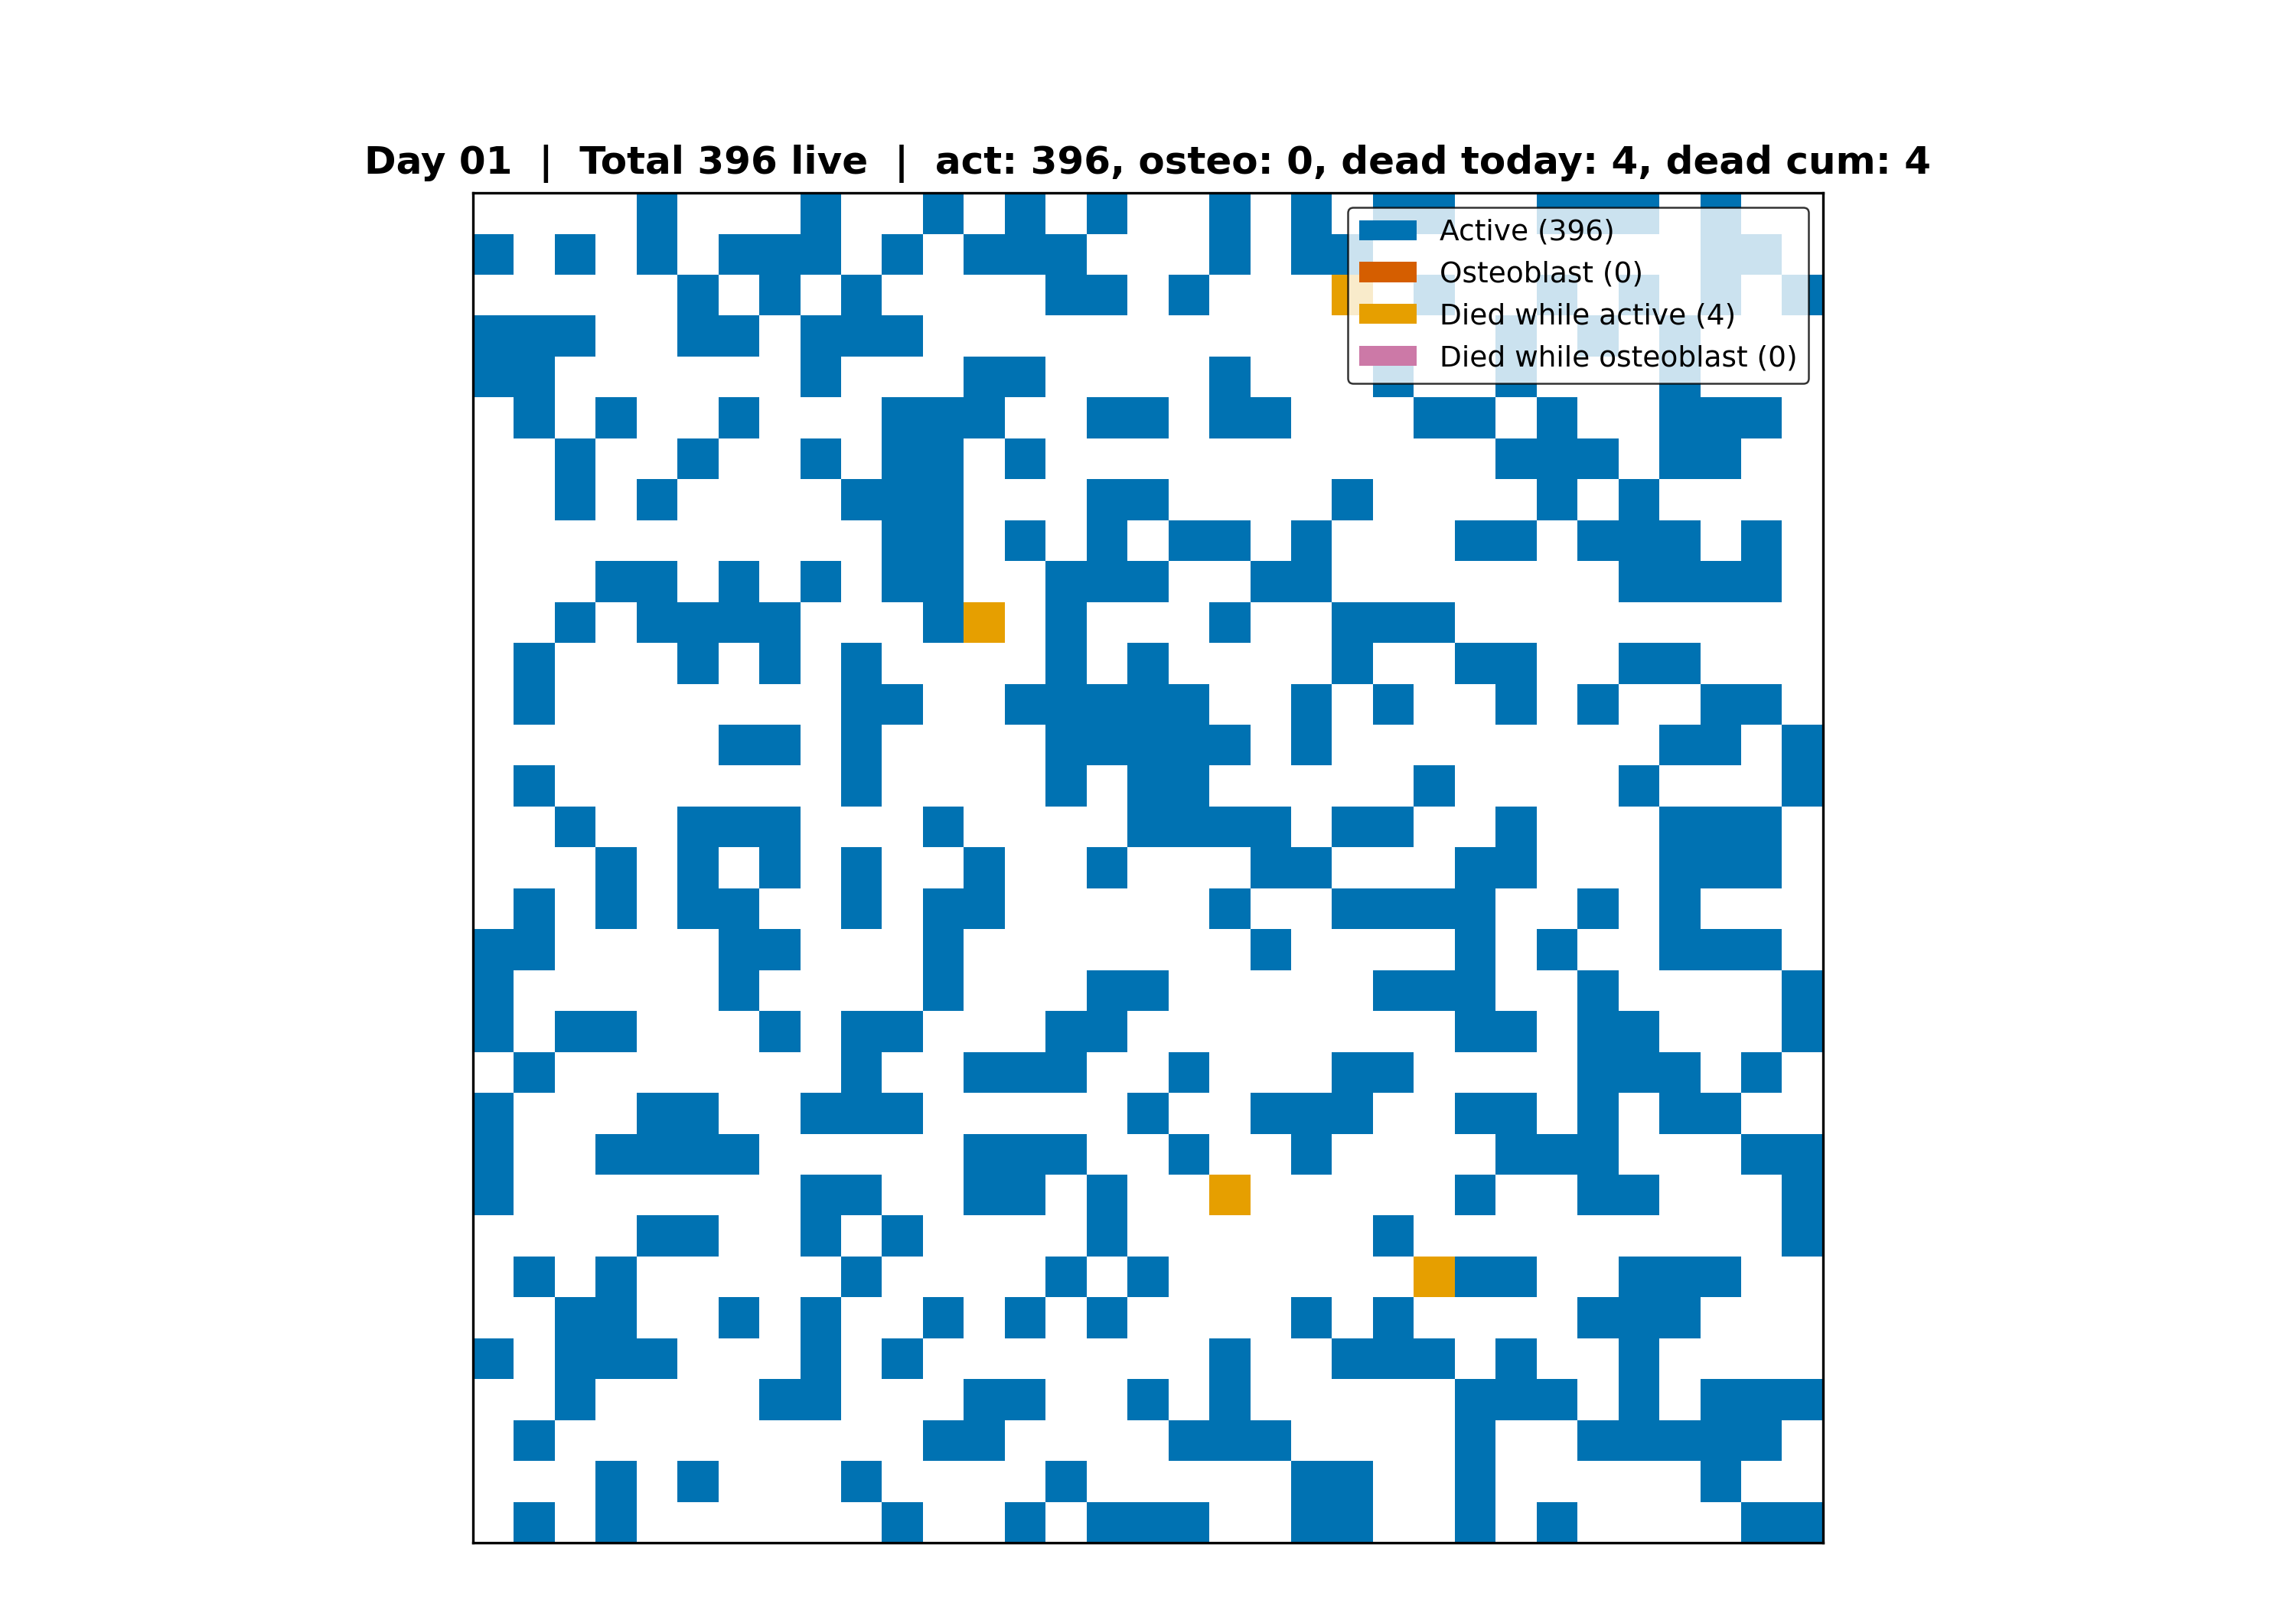 Day 01 | Total 396 live | act: 396, osteo: 0, dead today: 4, dead cum: 4
Active (396)
Osteoblast (0)
Died while active (4)
Died while osteoblast (0)